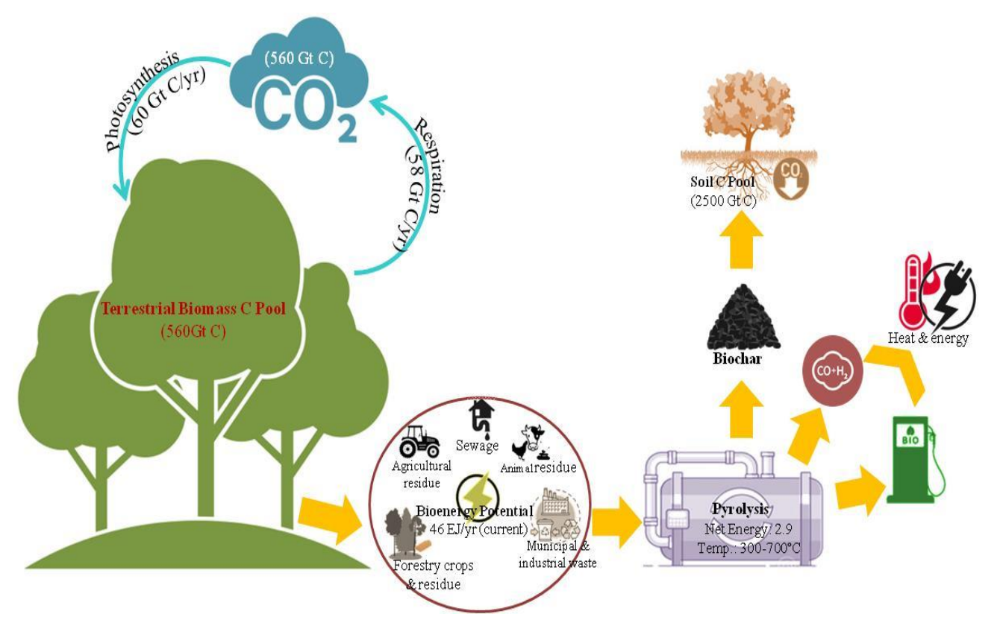 (560 Gt C)
CO2
Photosynthesis
(60 Gt C/yr)
Respiration
(58 Gt C/yr)
Terrestrial Biomass C Pool
(560Gt C)
Sewage
Agricultural
residue
Animal residue
Bioenergy Potential
46 EJ/yr (current)
Municipal &
industrial waste
Forestry crops
& residue
Pyrolysis
Net Energy: 2.9
Temp.: 300-700°C
Biochar
CO2
Soil C Pool
(2500 Gt C)
CO+H2
Heat & energy
BIO